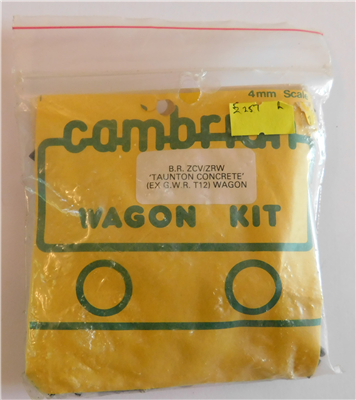 4mm Scale
cambrian
B.R. ZCV/ZRW
'TAUNTON CONCRETE'
(EX G.W.R. T12) WAGON
WAGON KIT